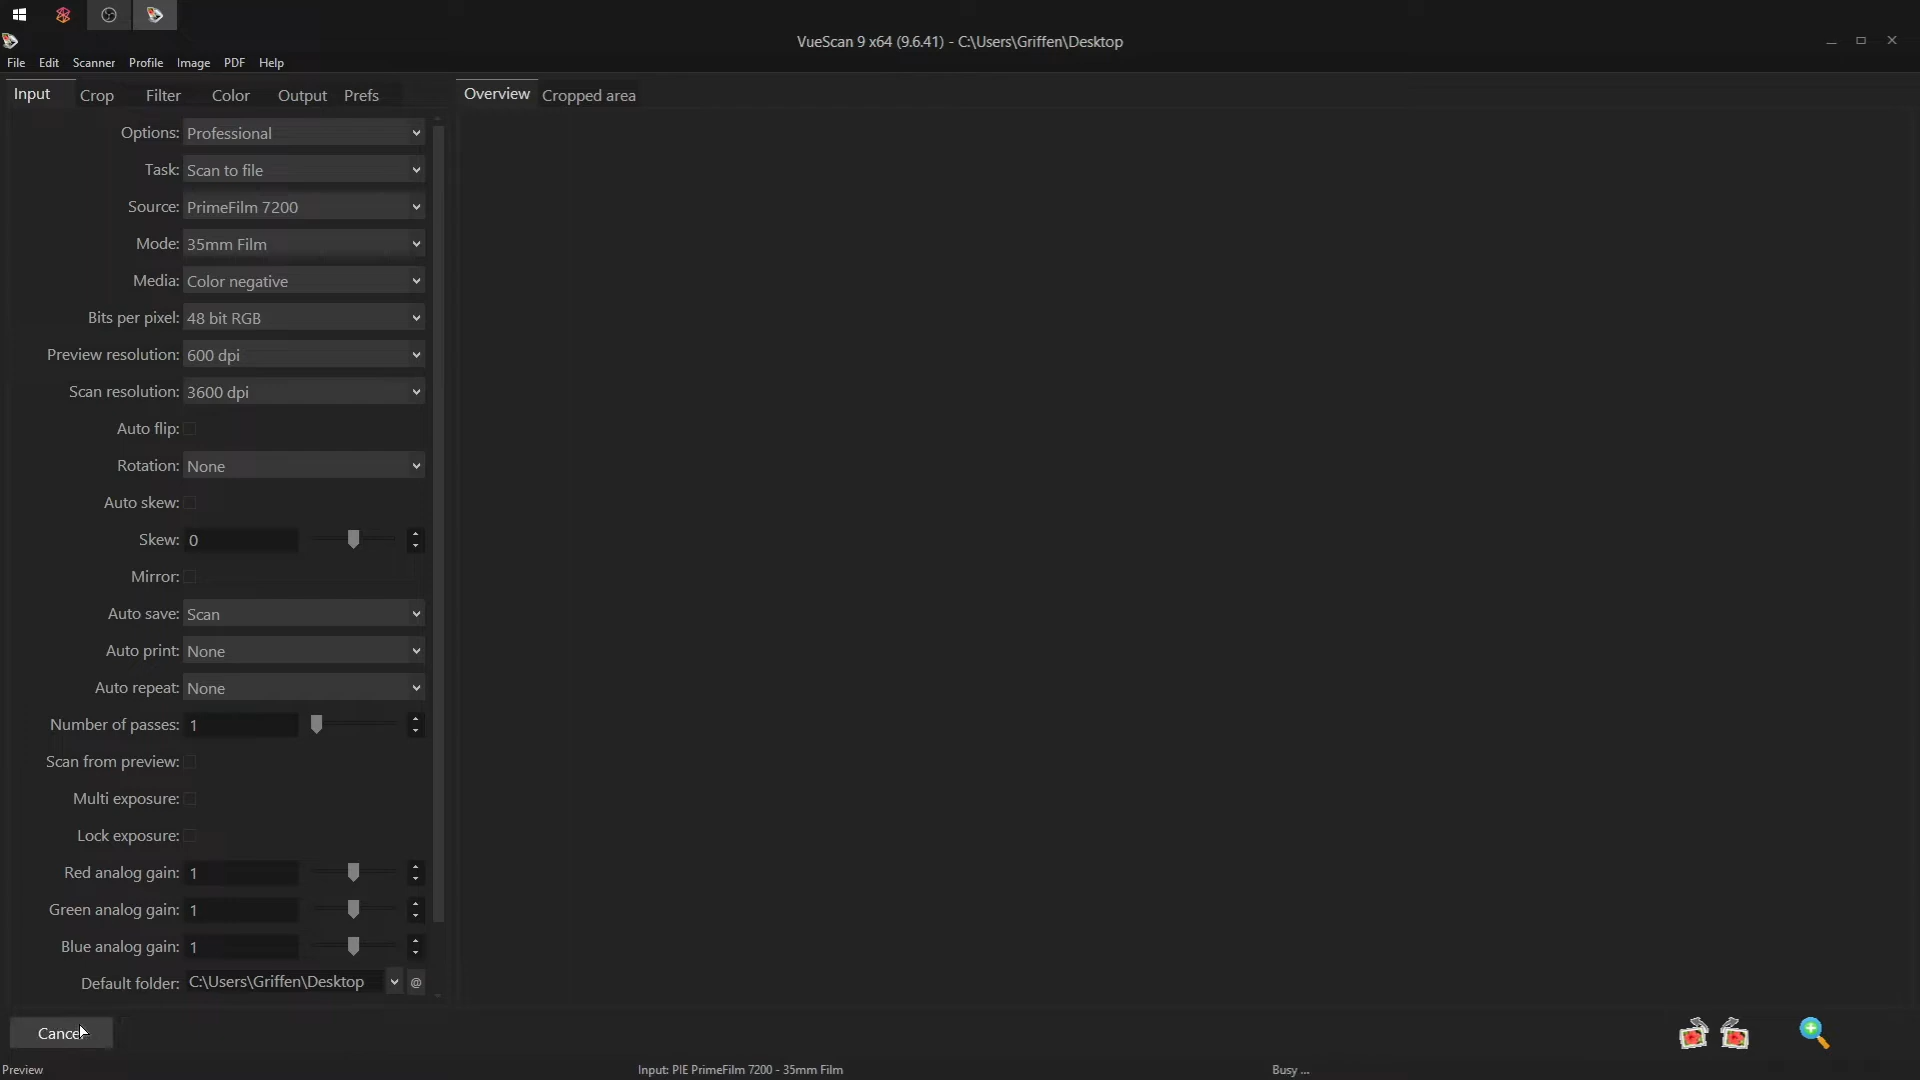 VueScan 9 x64 (9.6.41) - C:\Users\Griffen\Desktop
File Edit Scanner Profile Image PDF Help
Input Crop Filter Color Output Prefs
Overview Cropped area
Options: Professional
Task: Scan to file
Source: PrimeFilm 7200
Mode: 35mm Film
Media: Color negative
Bits per pixel: 48 bit RGB
Preview resolution: 600 dpi
Scan resolution: 3600 dpi
Auto flip:
Rotation: None
Auto skew:
Skew: 0
Mirror:
Auto save: Scan
Auto print: None
Auto repeat: None
Number of passes: 1
Scan from preview:
Multi exposure:
Lock exposure:
Red analog gain: 1
Green analog gain: 1
Blue analog gain: 1
Default folder: C:\Users\Griffen\Desktop @
Cancel
Preview Input: PIE PrimeFilm 7200 - 35mm Film Busy ...